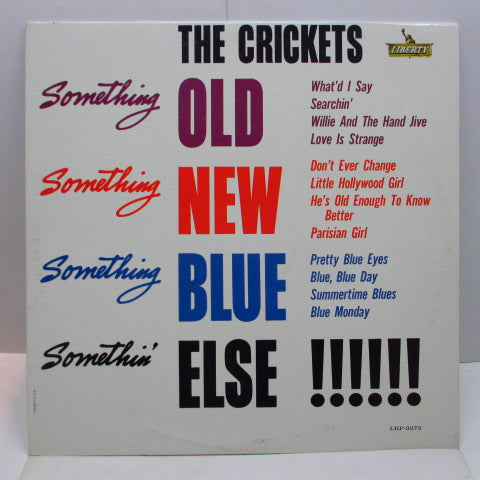 THE CRICKETS
LIBERTY
Something OLD
What'd I Say
Searchin'
Willie And The Hand Jive
Love Is Strange
Something NEW
Don't Ever Change
Little Hollywood Girl
He's Old Enough To Know
Better
Parisian Girl
Something BLUE
Pretty Blue Eyes
Blue, Blue Day
Summertime Blues
Blue Monday
Somethin' ELSE !!!!!!
LRP-3272